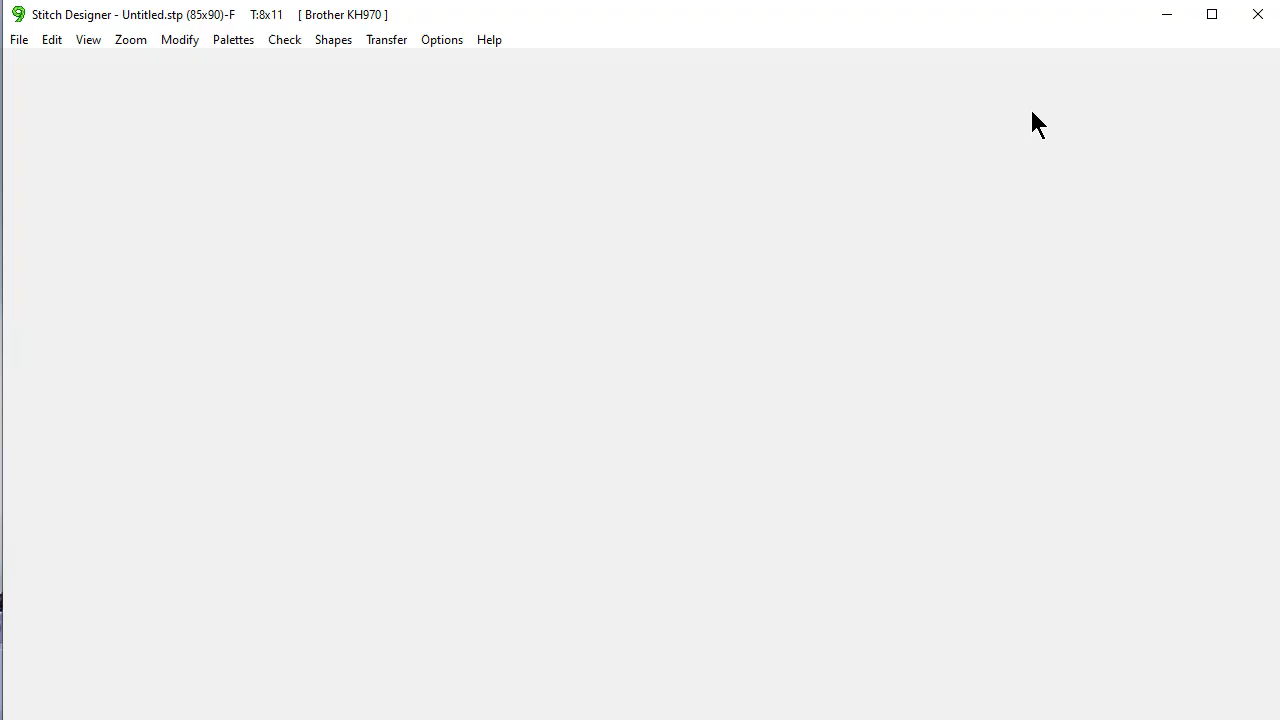 Stitch Designer - Untitled.stp (85x90)-F T:8x11 [ Brother KH970 ]
File Edit View Zoom Modify Palettes Check Shapes Transfer Options Help